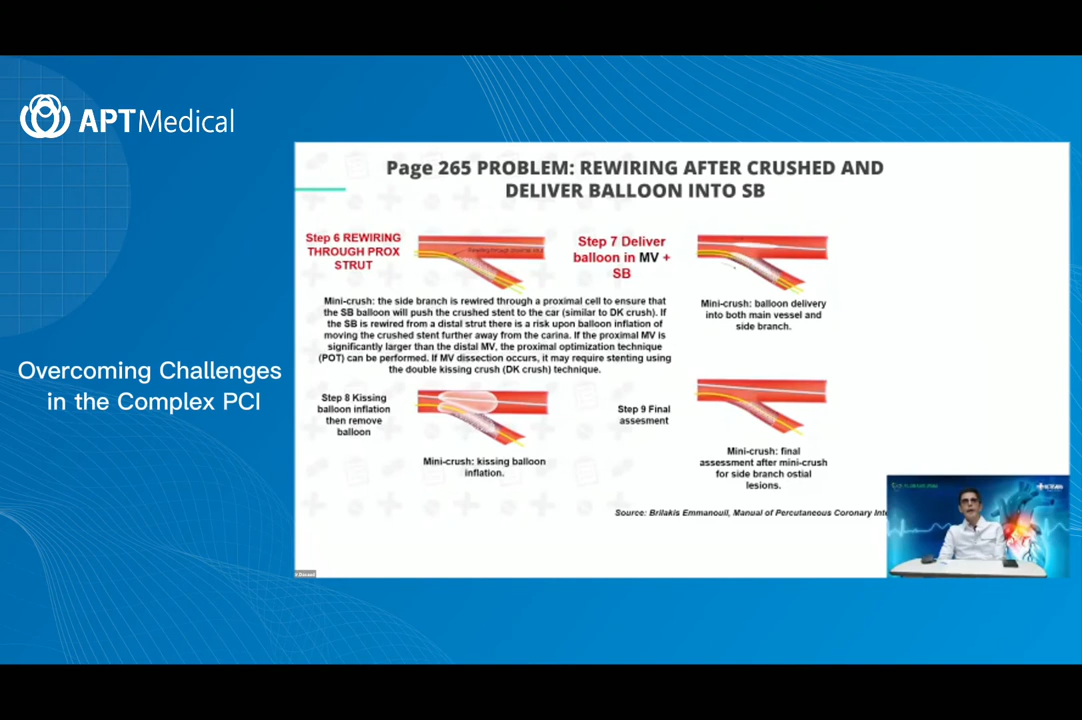 APTMedical
Overcoming Challenges
in the Complex PCI
Page 265 PROBLEM: REWIRING AFTER CRUSHED AND
DELIVER BALLOON INTO SB
Step 6 REWIRING
THROUGH PROX
STRUT
Step 7 Deliver
balloon in MV +
SB
Mini-crush: the side branch is rewired through a proximal cell to ensure that
the SB balloon will push the crushed stent to the car (similar to DK crush). If
the SB is rewired from a distal strut there is a risk upon balloon inflation of
moving the crushed stent further away from the carina. If the proximal MV is
significantly larger than the distal MV, the proximal optimization technique
(POT) can be performed. If MV dissection occurs, it may require stenting using
the double kissing crush (DK crush) technique.
Mini-crush: balloon delivery
into both main vessel and
side branch.
Step 8 Kissing
balloon inflation
then remove
balloon
Mini-crush: kissing balloon
inflation.
Step 9 Final
assesment
Mini-crush: final
assessment after mini-crush
for side branch ostial
lesions.
Source: Brilakis Emmanouil, Manual of Percutaneous Coronary Inte